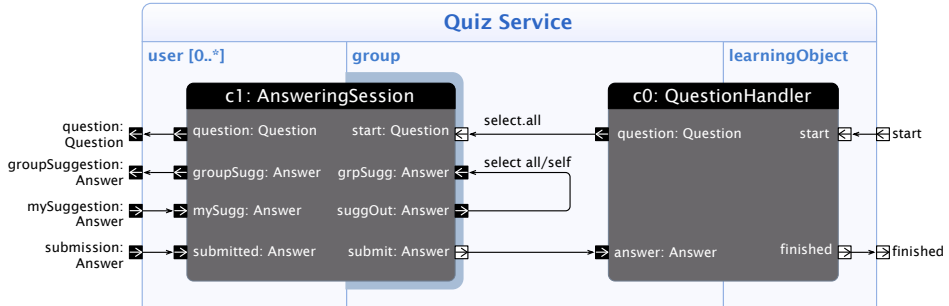 Quiz Service
user [0..*]
group
learningObject
c1: AnsweringSession
c0: QuestionHandler
question:
Question
groupSuggestion:
Answer
mySuggestion:
Answer
submission:
Answer
question: Question
start: Question
groupSugg: Answer
grpSugg: Answer
mySugg: Answer
suggOut: Answer
submitted: Answer
submit: Answer
select.all
select all/self
question: Question
start
start
answer: Answer
finished
finished